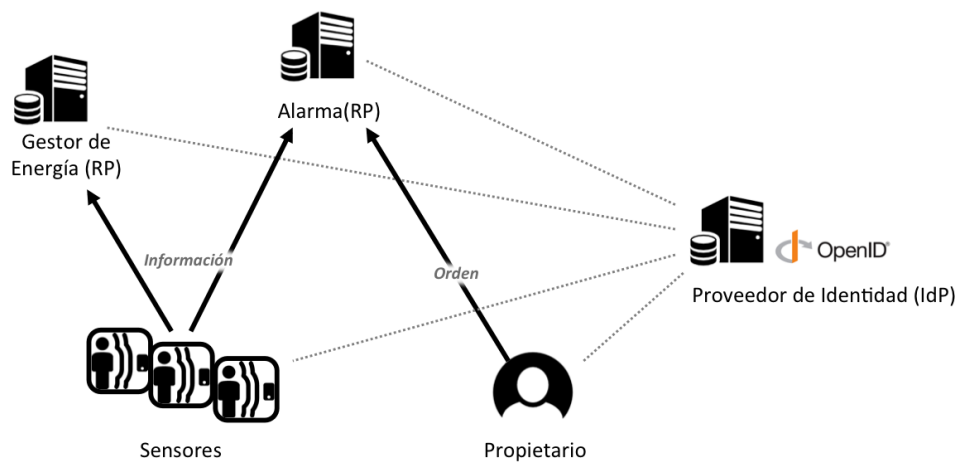 Alarma(RP)
Gestor de
Energía (RP)
Información
Orden
OpenID®
Proveedor de Identidad (IdP)
Sensores
Propietario